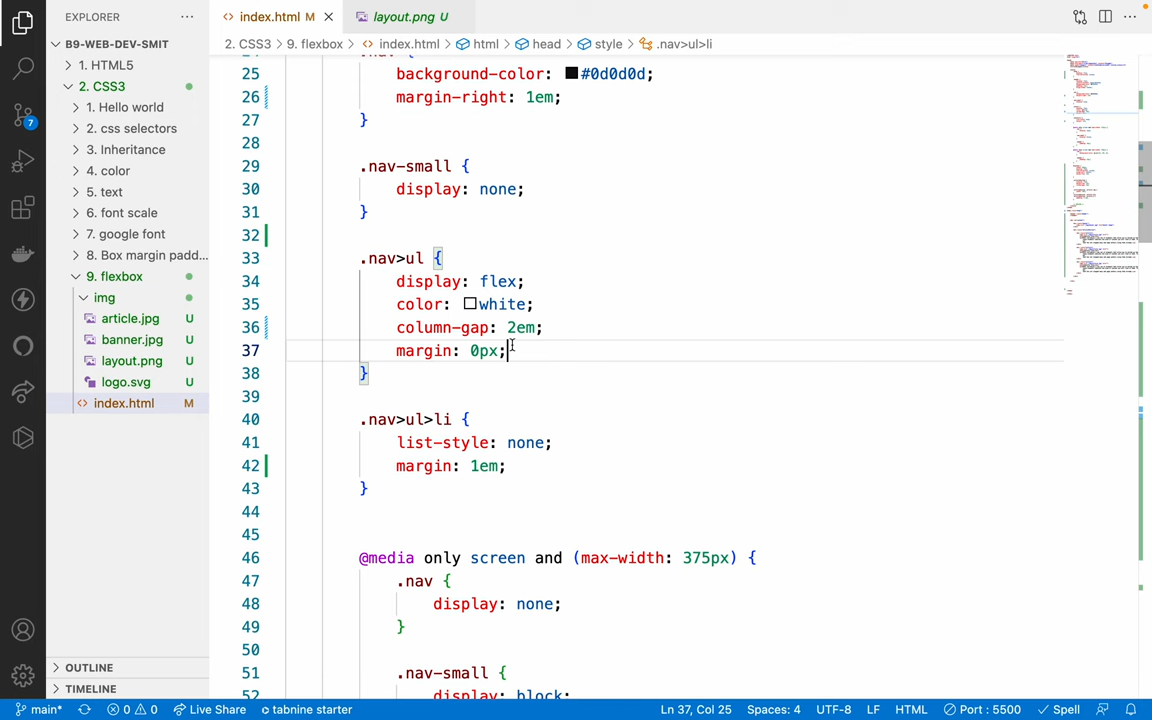 EXPLORER
index.html M
layout.png U
B9-WEB-DEV-SMIT
2. CSS3 > 9. flexbox > index.html > html > head > style > .nav>ul>li
1. HTML5
2. CSS3
1. Hello world
2. css selectors
3. Inheritance
4. color
5. text
6. font scale
7. google font
8. Box margin padd...
9. flexbox
img
article.jpg U
banner.jpg U
layout.png U
logo.svg U
index.html M
OUTLINE
TIMELINE
25 background-color: #0d0d0d;
26 margin-right: 1em;
27 }
28
29 .nav-small {
30 display: none;
31 }
32
33 .nav>ul {
34 display: flex;
35 color: white;
36 column-gap: 2em;
37 margin: 0px;
38 }
39
40 .nav>ul>li {
41 list-style: none;
42 margin: 1em;
43 }
44
45
46 @media only screen and (max-width: 375px) {
47 .nav {
48 display: none;
49 }
50
51 .nav-small {
52 display: block;
7
main* 0 0 Live Share tabnine starter Ln 37, Col 25 Spaces: 4 UTF-8 LF HTML Port : 5500 Spell